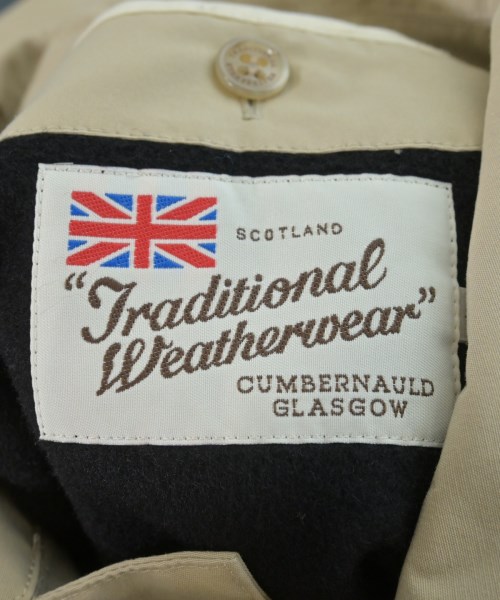 SCOTLAND
"Traditional
Weatherwear"
CUMBERNAULD
GLASGOW